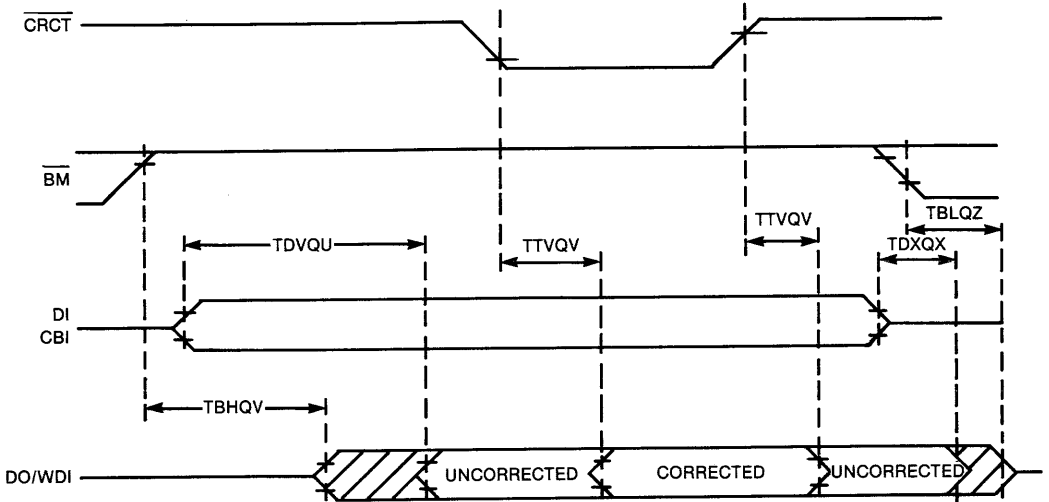 CRCT
BM
TBLQZ
TTVQV
TDVQU
TTVQV
TDXQX
DI
CBI
TBHQV
DO/WDI
UNCORRECTED
CORRECTED
UNCORRECTED